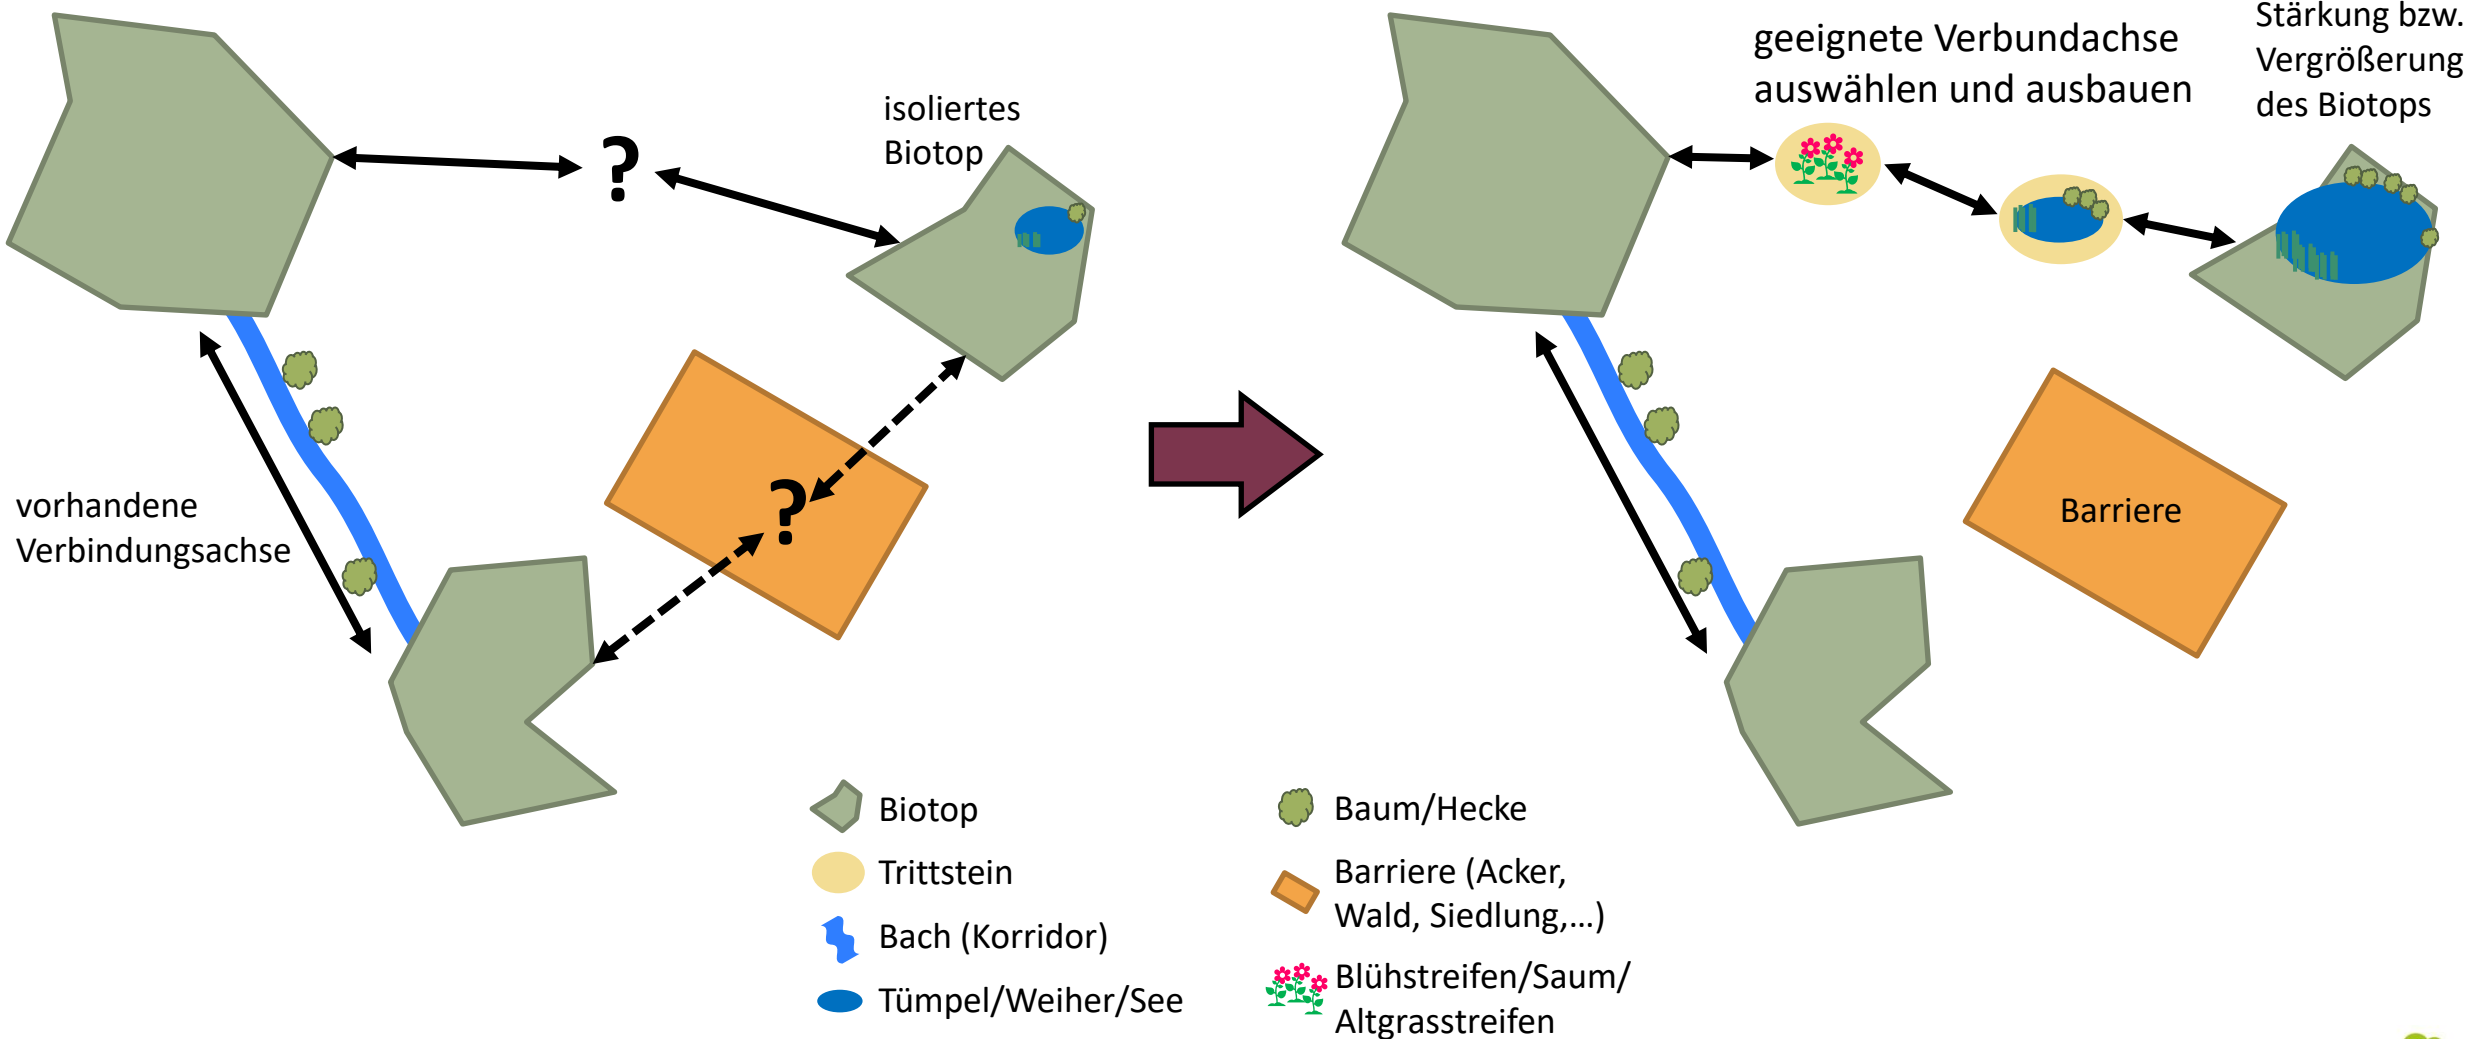 isoliertes
Biotop
?
?
vorhandene
Verbindungsachse
geeignete Verbundachse
auswählen und ausbauen
Stärkung bzw.
Vergrößerung
des Biotops
Barriere
Biotop
Trittstein
Bach (Korridor)
Tümpel/Weiher/See
Baum/Hecke
Barriere (Acker,
Wald, Siedlung,...)
Blühstreifen/Saum/
Altgrasstreifen